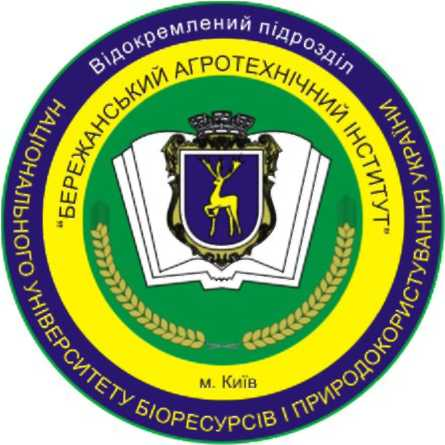 Відокремлений підрозділ
НАЦІОНАЛЬНОГО УНІВЕРСИТЕТУ БІОРЕСУРСІВ І ПРИРОДОКОРИСТУВАННЯ УКРАЇНИ
"БЕРЕЖАНСЬКИЙ АГРОТЕХНІЧНИЙ ІНСТИТУТ"
м. Київ